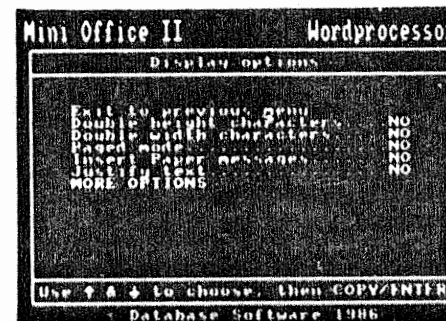 Mini Office II Wordprocesso
Display options
Exit to previous menu
Double height characters NO
Double width characters NO
Paged mode NO
Insert Paper messages NO
Justify text NO
MORE OPTIONS
Use ↑ & ↓ to choose, then COPY/ENTER
Database Software 1986